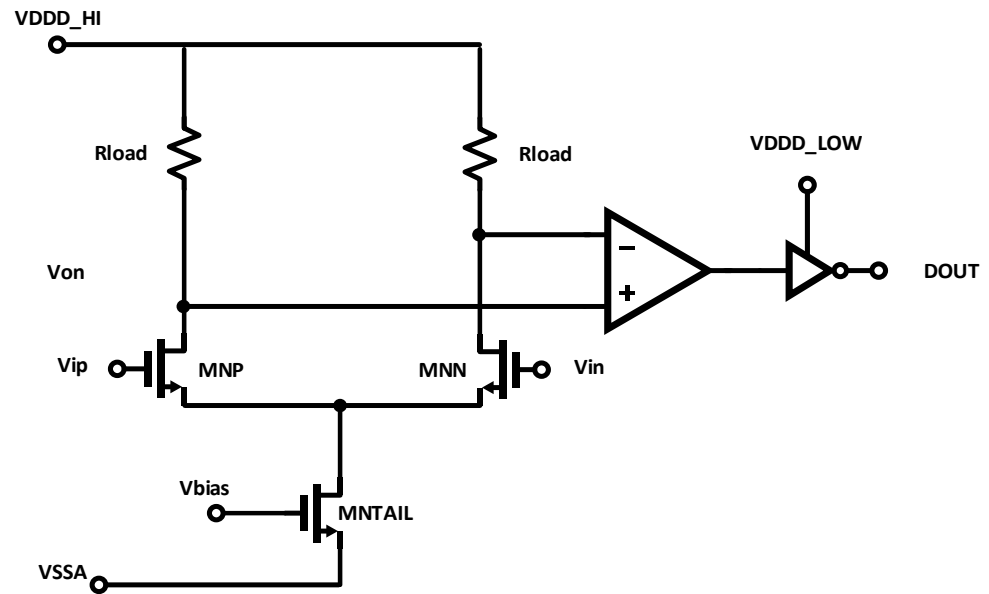 VDDD_HI
Rload
Rload
VDDD_LOW
−
Von
DOUT
+
Vip
MNP
MNN
Vin
Vbias
MNTAIL
VSSA